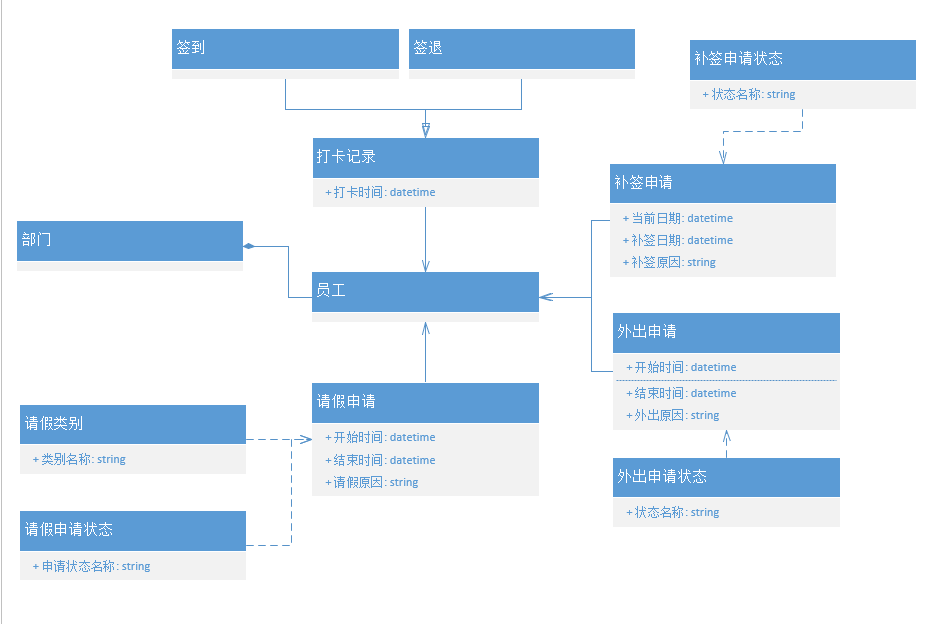 签到
签退
补签申请状态
+ 状态名称: string
打卡记录
+ 打卡时间: datetime
补签申请
+ 当前日期: datetime
+ 补签日期: datetime
+ 补签原因: string
部门
员工
外出申请
+ 开始时间: datetime
+ 结束时间: datetime
+ 外出原因: string
请假申请
+ 开始时间: datetime
+ 结束时间: datetime
+ 请假原因: string
请假类别
+ 类别名称: string
外出申请状态
+ 状态名称: string
请假申请状态
+ 申请状态名称: string